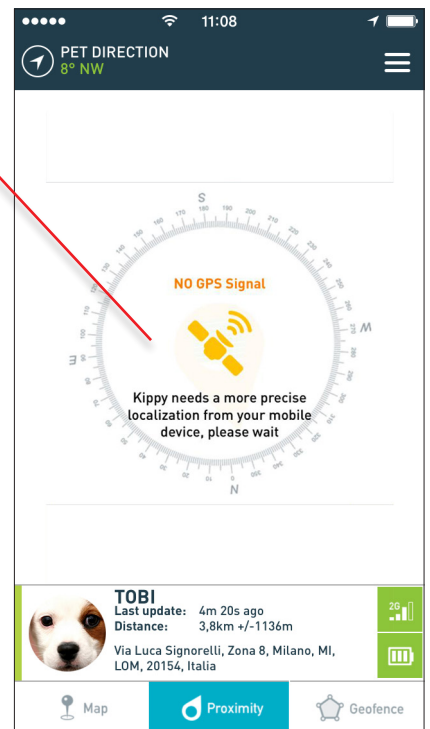 11:08
PET DIRECTION
8° NW
S
W
N
E
NO GPS Signal
Kippy needs a more precise
localization from your mobile
device, please wait
TOBI
Last update: 4m 20s ago
Distance: 3,8km +/-1136m
Via Luca Signorelli, Zona 8, Milano, MI,
LOM, 20154, Italia
2G
Map
Proximity
Geofence